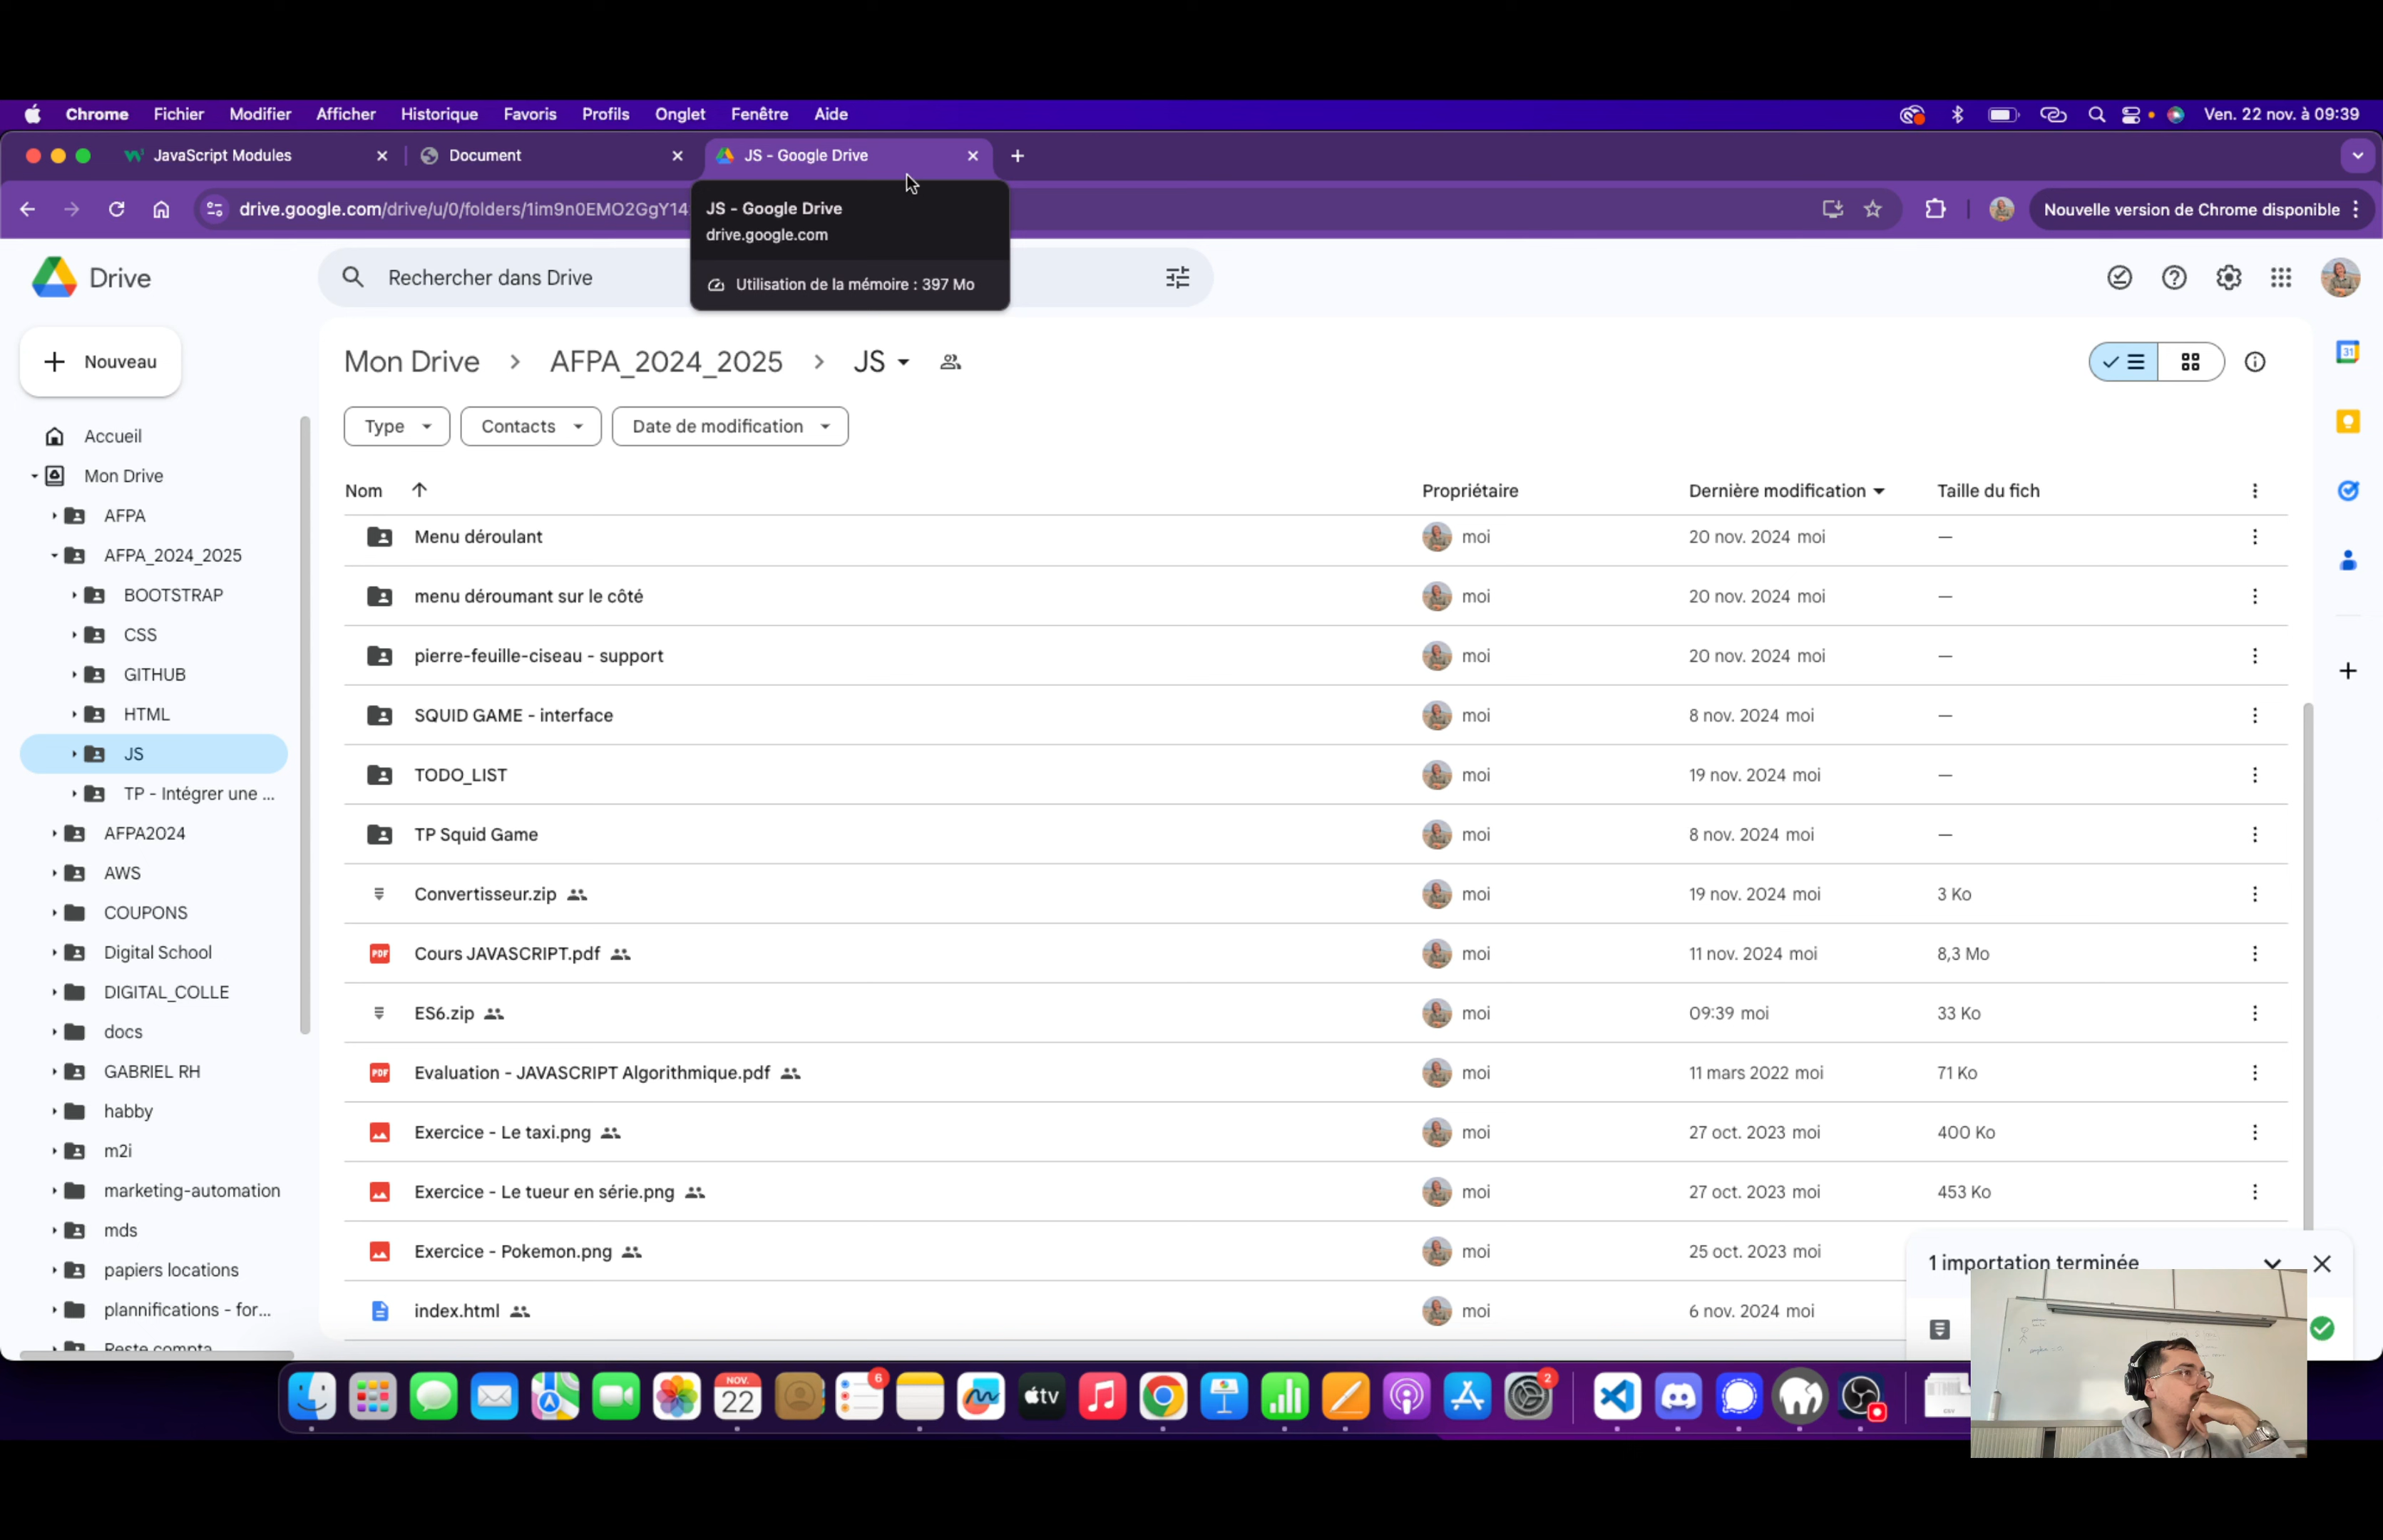 Chrome Fichier Modifier Afficher Historique Favoris Profils Onglet Fenêtre Aide Ven. 22 nov. à 09:39
JavaScript Modules Document JS - Google Drive
drive.google.com/drive/u/0/folders/1im9n0EMO2GgY14 Nouvelle version de Chrome disponible
JS - Google Drive
drive.google.com
Utilisation de la mémoire : 397 Mo
Drive Rechercher dans Drive
Nouveau
Accueil
Mon Drive
AFPA
AFPA_2024_2025
BOOTSTRAP
CSS
GITHUB
HTML
JS
TP - Intégrer une ...
AFPA2024
AWS
COUPONS
Digital School
DIGITAL_COLLE
docs
GABRIEL RH
habby
m2i
marketing-automation
mds
papiers locations
plannifications - for...
Reste compta
Mon Drive > AFPA_2024_2025 > JS
Type Contacts Date de modification
Nom Propriétaire Dernière modification Taille du fich
Menu déroulant moi 20 nov. 2024 moi —
menu déroumant sur le côté moi 20 nov. 2024 moi —
pierre-feuille-ciseau - support moi 20 nov. 2024 moi —
SQUID GAME - interface moi 8 nov. 2024 moi —
TODO_LIST moi 19 nov. 2024 moi —
TP Squid Game moi 8 nov. 2024 moi —
Convertisseur.zip moi 19 nov. 2024 moi 3 Ko
PDF Cours JAVASCRIPT.pdf moi 11 nov. 2024 moi 8,3 Mo
ES6.zip moi 09:39 moi 33 Ko
PDF Evaluation - JAVASCRIPT Algorithmique.pdf moi 11 mars 2022 moi 71 Ko
Exercice - Le taxi.png moi 27 oct. 2023 moi 400 Ko
Exercice - Le tueur en série.png moi 27 oct. 2023 moi 453 Ko
Exercice - Pokemon.png moi 25 oct. 2023 moi
index.html moi 6 nov. 2024 moi
31
1 importation terminée
NOV.
22
6
tv
2
CSV